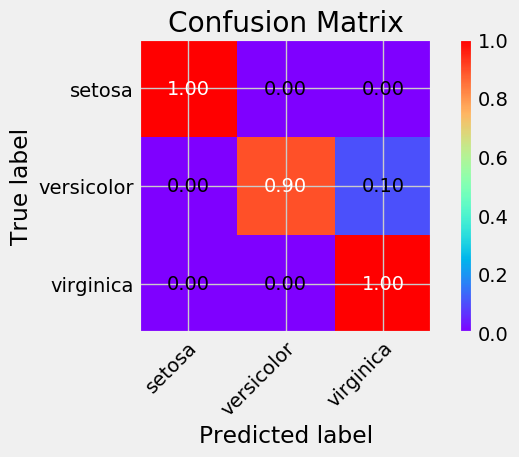 Confusion Matrix
True label
setosa 1.00 0.00 0.00
versicolor 0.00 0.90 0.10
virginica 0.00 0.00 1.00
setosa versicolor virginica
Predicted label
1.0
0.8
0.6
0.4
0.2
0.0